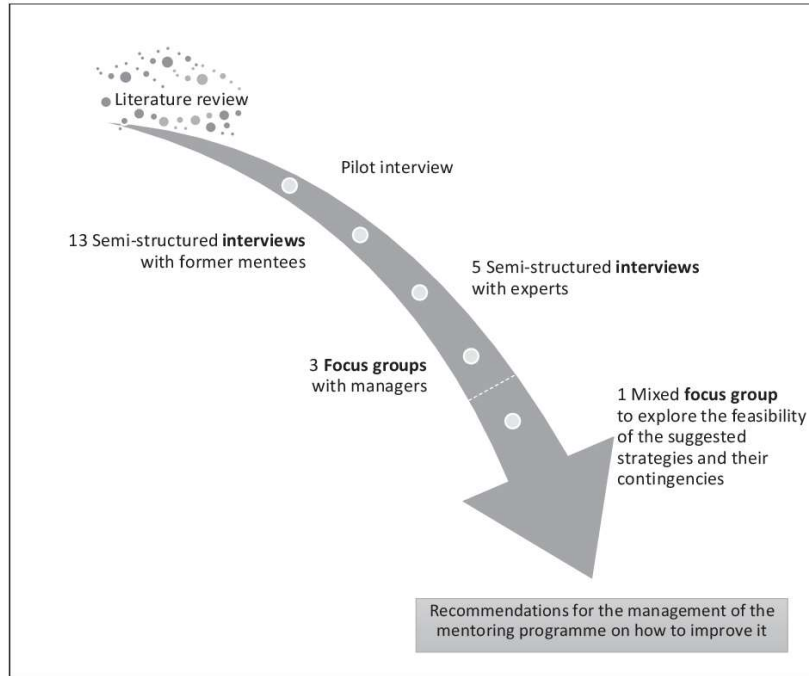 Literature review
Pilot interview
13 Semi-structured interviews
with former mentees
5 Semi-structured interviews
with experts
3 Focus groups
with managers
1 Mixed focus group
to explore the feasibility
of the suggested
strategies and their
contingencies
Recommendations for the management of the
mentoring programme on how to improve it